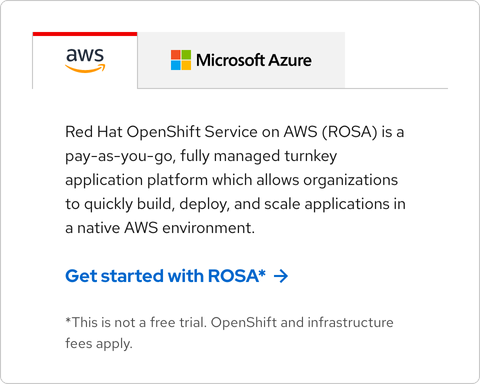 aws
Microsoft Azure
Red Hat OpenShift Service on AWS (ROSA) is a
pay-as-you-go, fully managed turnkey
application platform which allows organizations
to quickly build, deploy, and scale applications in
a native AWS environment.
Get started with ROSA* →
*This is not a free trial. OpenShift and infrastructure
fees apply.